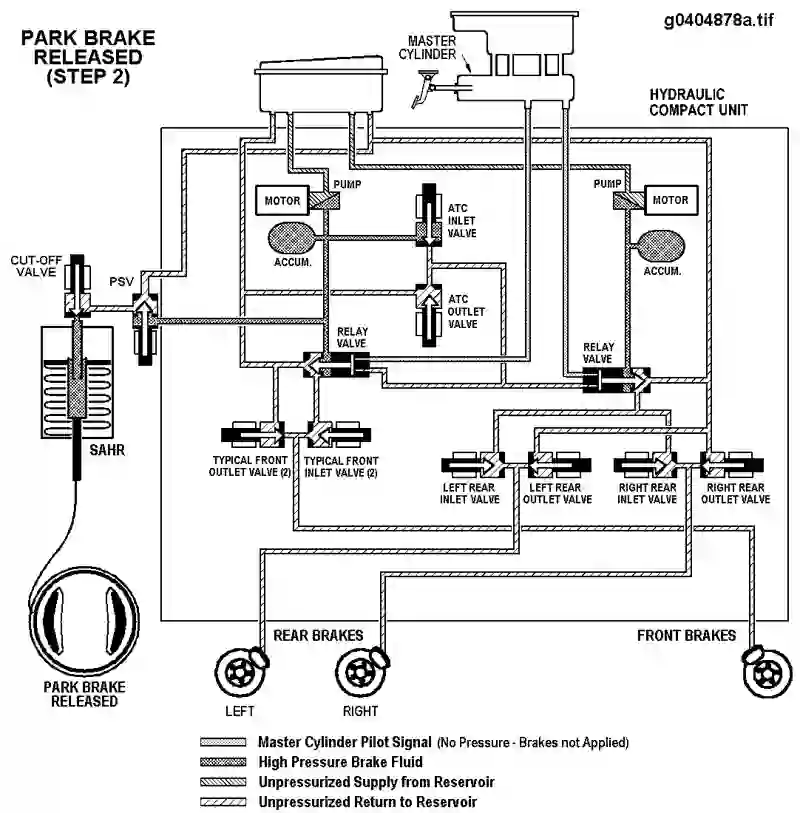 g0404878a.tif
PARK BRAKE
RELEASED
(STEP 2)
MASTER
CYLINDER
HYDRAULIC
COMPACT UNIT
PUMP
MOTOR
ATC
INLET
VALVE
PUMP
MOTOR
CUT-OFF
VALVE
PSV
ACCUM.
ACCUM.
ATC
OUTLET
VALVE
RELAY
VALVE
RELAY
VALVE
SAHR
TYPICAL FRONT
OUTLET VALVE (2)
TYPICAL FRONT
INLET VALVE (2)
LEFT REAR
INLET VALVE
LEFT REAR
OUTLET VALVE
RIGHT REAR
INLET VALVE
RIGHT REAR
OUTLET VALVE
REAR BRAKES
FRONT BRAKES
PARK BRAKE
RELEASED
LEFT
RIGHT
Master Cylinder Pilot Signal (No Pressure - Brakes not Applied)
High Pressure Brake Fluid
Unpressurized Supply from Reservoir
Unpressurized Return to Reservoir